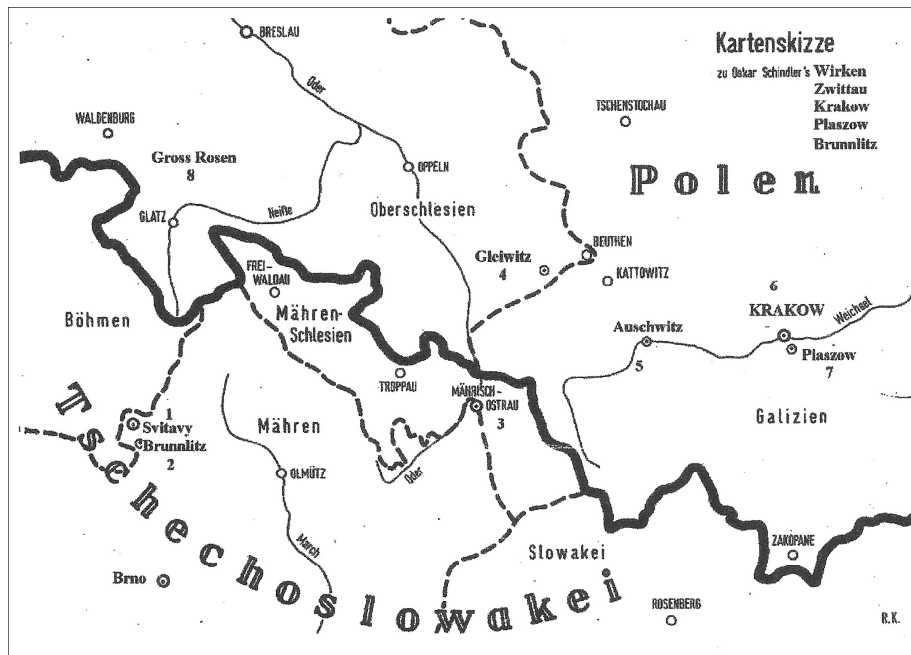 BRESLAU
Kartenskizze
zu Oskar Schindler's Wirken
Zwittau
Krakow
Plaszow
Brunnlitz
Oder
TSCHENSTOCHAU
WALDENBURG
Gross Rosen
8
OPPELN
Polen
GLATZ
Neiße
Oberschlesien
BEUTHEN
Gleiwitz
4
KATTOWITZ
FREI-
WALDAU
6
KRAKOW
Weichsel
Böhmen
Mähren-
Schlesien
Auschwitz
5
Plaszow
7
TROPPAU
MÄHRISCH-
OSTRAU
3
1
Svitavy
Brunnlitz
2
Mähren
Galizien
OLMÜTZ
Oder
March
Slowakei
ZAKOPANE
Brno
Tsehechoslowakei
ROSENBERG
R.K.